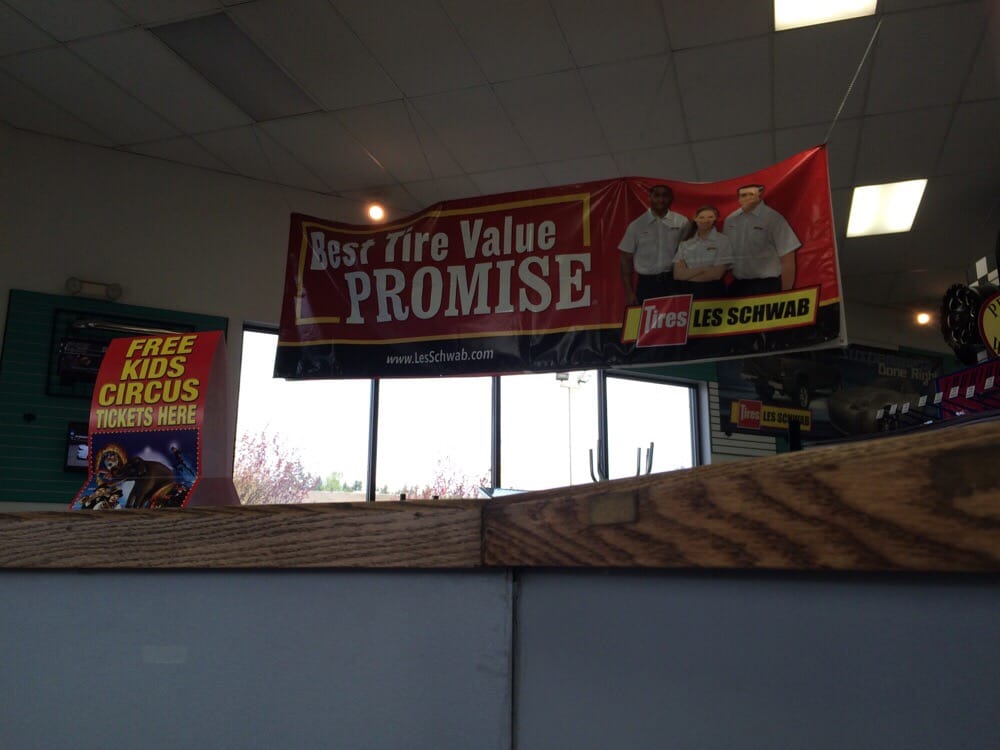 Best Tire Value
PROMISE
www.LesSchwab.com
Tires LES SCHWAB
FREE
KIDS
CIRCUS
TICKETS HERE
Done Right
Tires LES SCHWAB